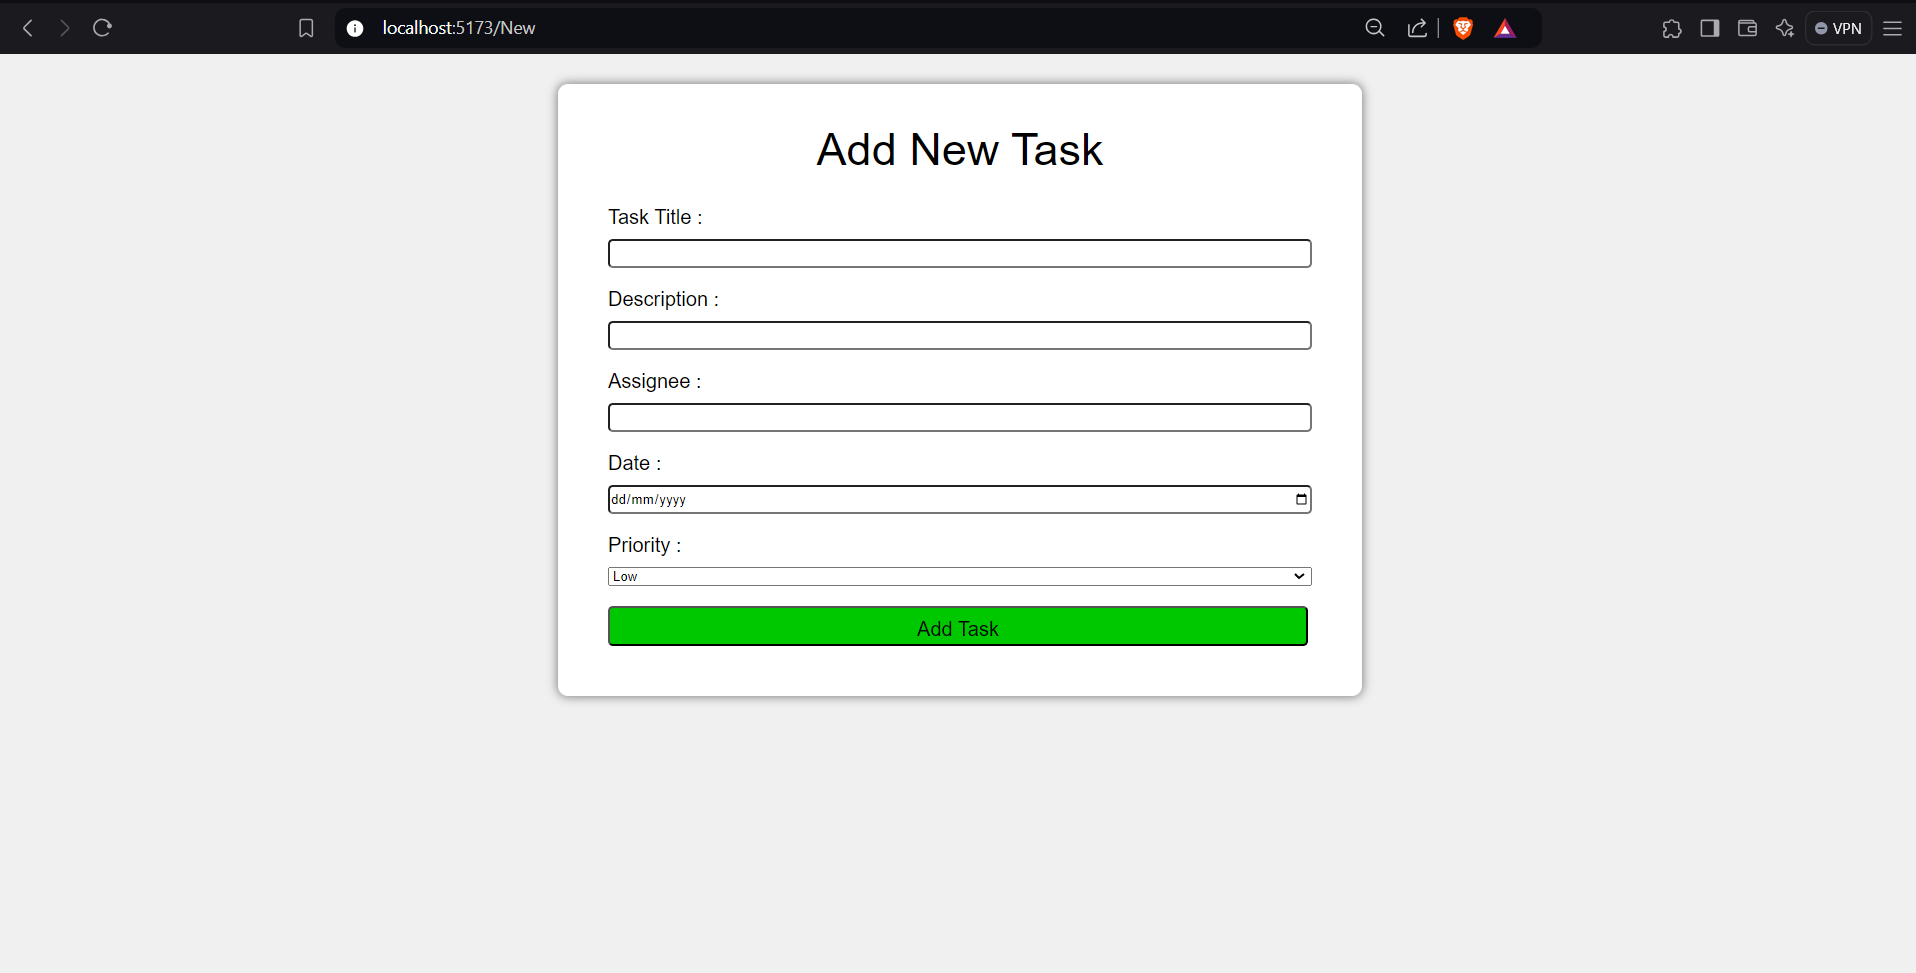 localhost:5173/New
VPN
Add New Task
Task Title :
Description :
Assignee :
Date :
dd/mm/yyyy
Priority :
Low
Add Task